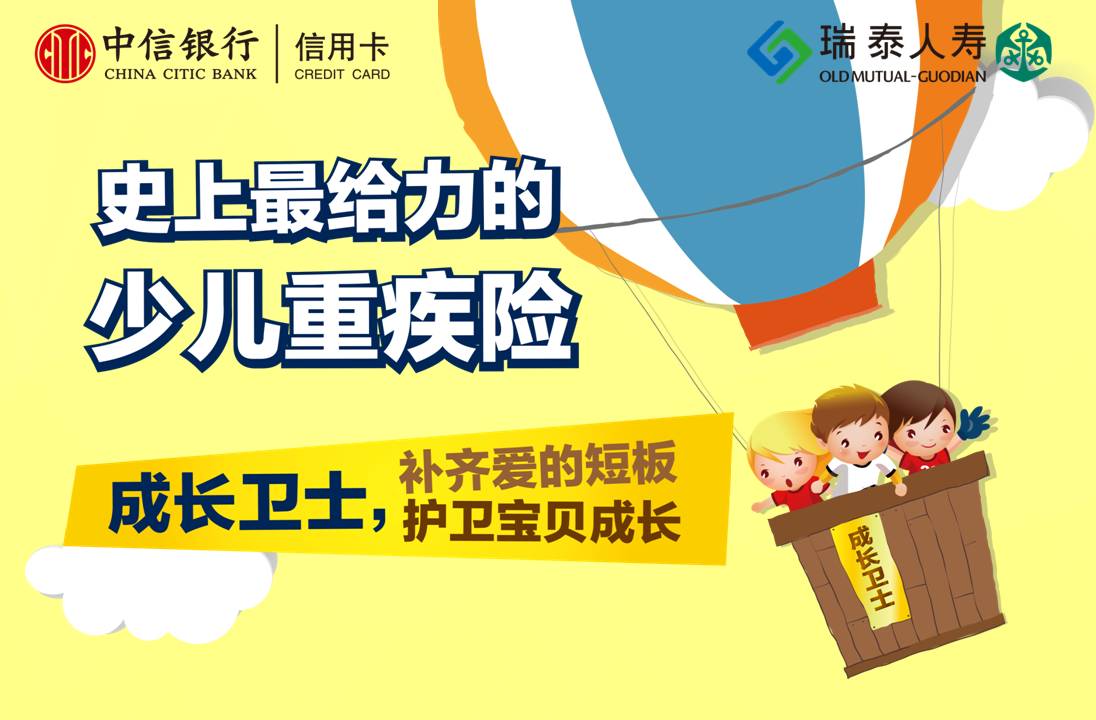 中信银行 信用卡
CHINA CITIC BANK CREDIT CARD
瑞泰人寿
OLD MUTUAL-GUODIAN
史上最给力的
少儿重疾险
成长卫士,
补齐爱的短板
护卫宝贝成长
成长卫士